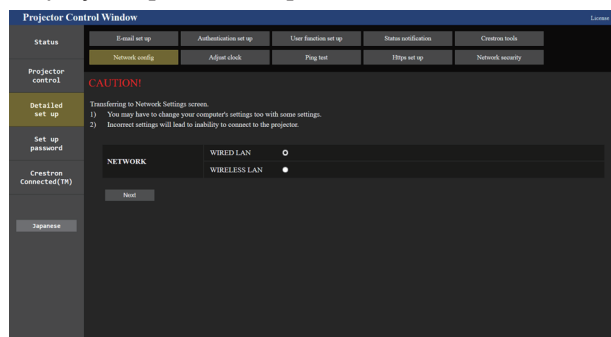 Projector Control Window
License
Status
E-mail set up
Authentication set up
User function set up
Status notification
Crestron tools
Network config
Adjust clock
Ping test
Https set up
Network security
Projector
control
CAUTION!
Detailed
set up
Transferring to Network Settings screen.
1) You may have to change your computer's settings too with some settings.
2) Incorrect settings will lead to inability to connect to the projector.
Set up
password
NETWORK
WIRED LAN
WIRELESS LAN
Crestron
Connected(TM)
Next
Japanese